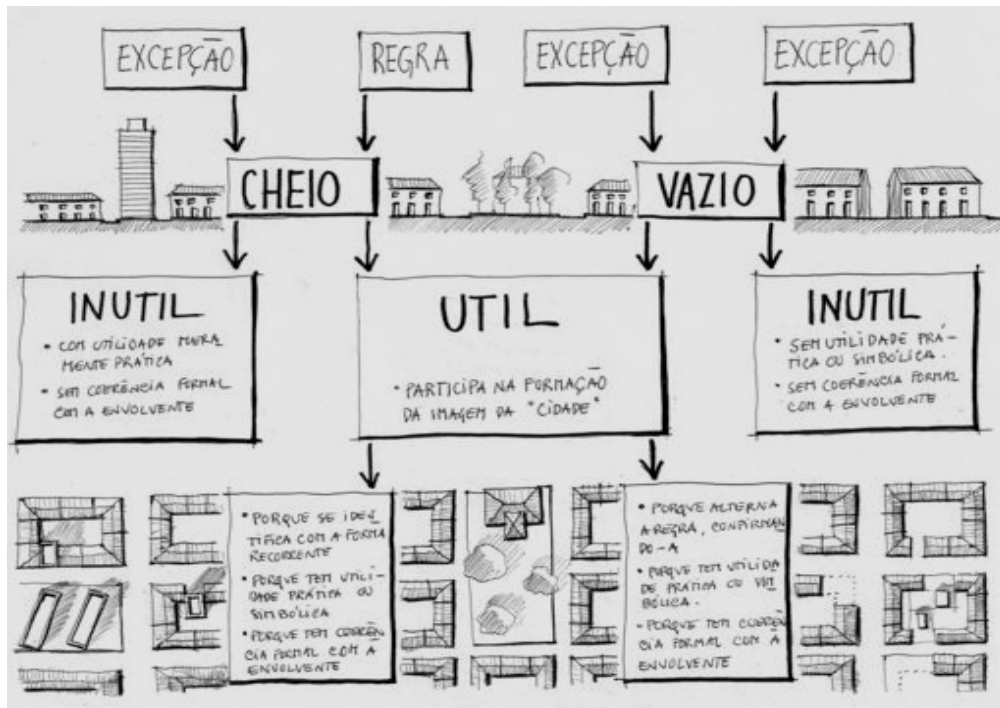 EXCEPÇÃO
REGRA
EXCEPÇÃO
EXCEPÇÃO
CHEIO
VAZIO
INUTIL
• COM UTILIDADE MERA
MENTE PRÁTICA
• SEM COERÊNCIA FORMAL
COM A ENVOLVENTE
UTIL
• PARTICIPA NA FORMAÇÃO
DA IMAGEM DA "CIDADE"
INUTIL
• SEM UTILIDADE PRÁ-
TICA OU SIMBÓLICA.
• SEM COERÊNCIA FORMAL
COM A ENVOLVENTE
• PORQUE SE IDEN
TIFICA COM A FORMA
RECORRENTE
• PORQUE TEM UTILI-
DADE PRÁTICA OU
SIMBÓLICA
• PORQUE TEM COERÊN
CIA FORMAL COM A
ENVOLVENTE
• PORQUE ALTERNA
A REGRA, CONFIRMAN
DO-A
• PORQUE TEM UTILIDA
DE PRÁTICA OU SIM
BÓLICA.
• PORQUE TEM COERÊN
CIA FORMAL COM A
ENVOLVENTE